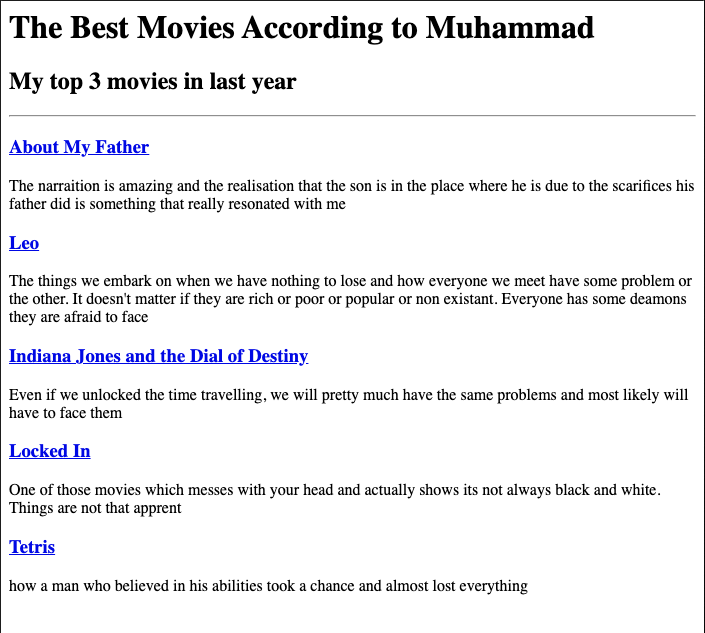 The Best Movies According to Muhammad
My top 3 movies in last year
About My Father
The narraition is amazing and the realisation that the son is in the place where he is due to the scarifices his
father did is something that really resonated with me
Leo
The things we embark on when we have nothing to lose and how everyone we meet have some problem or
the other. It doesn't matter if they are rich or poor or popular or non existant. Everyone has some deamons
they are afraid to face
Indiana Jones and the Dial of Destiny
Even if we unlocked the time travelling, we will pretty much have the same problems and most likely will
have to face them
Locked In
One of those movies which messes with your head and actually shows its not always black and white.
Things are not that apprent
Tetris
how a man who believed in his abilities took a chance and almost lost everything